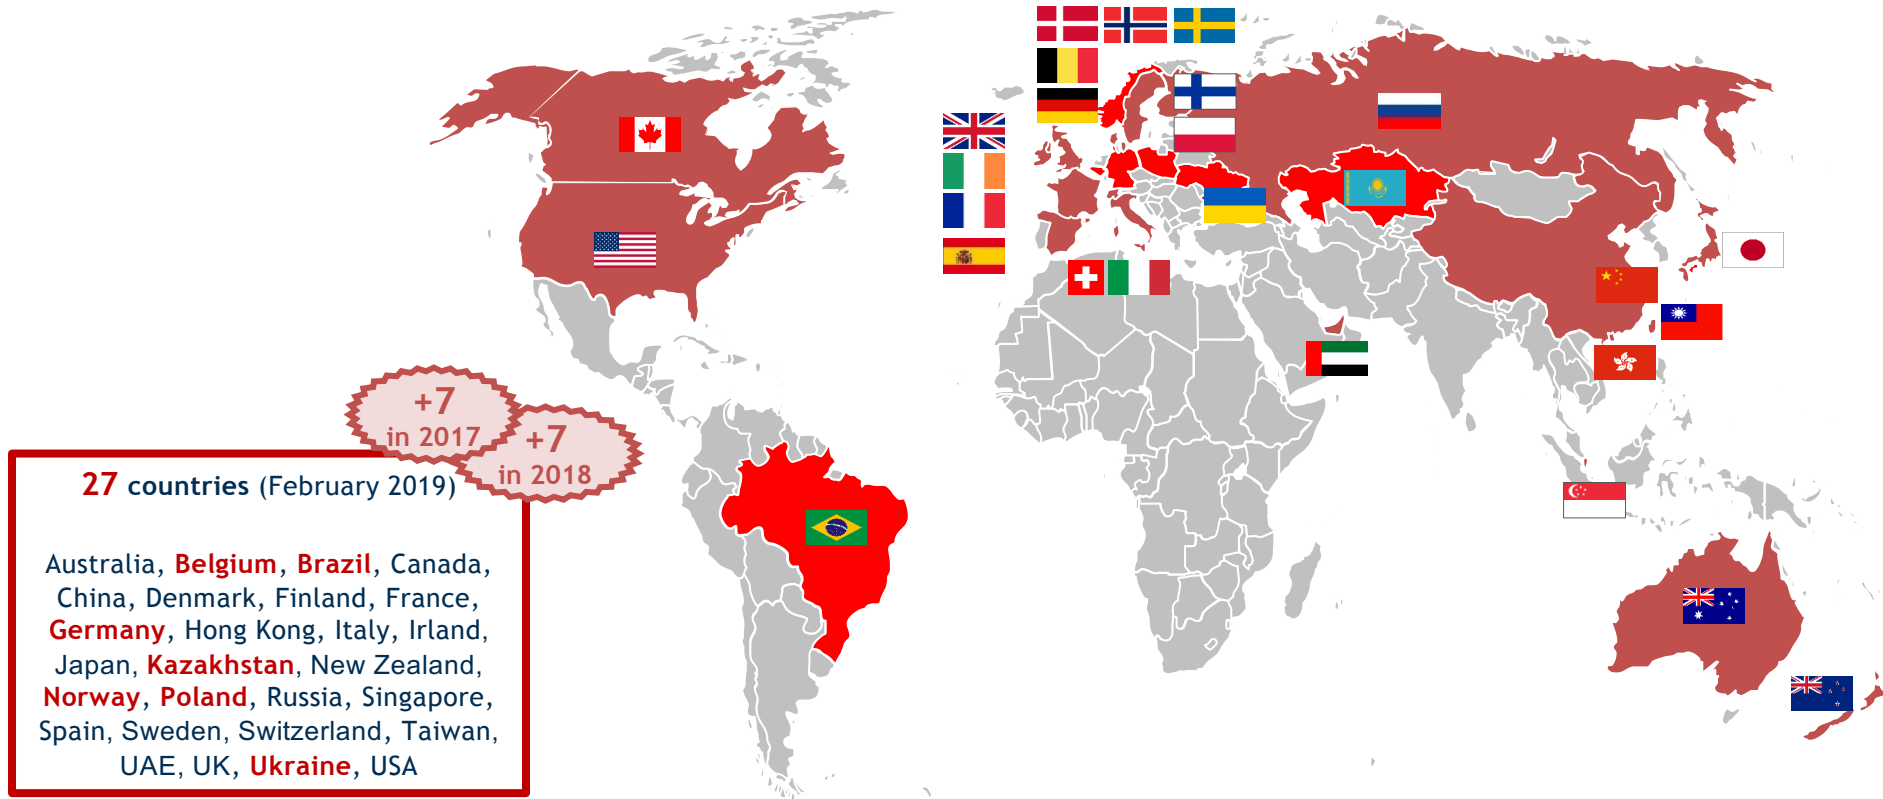 +7
in 2017
+7
in 2018
27 countries (February 2019)
Australia, Belgium, Brazil, Canada,
China, Denmark, Finland, France,
Germany, Hong Kong, Italy, Irland,
Japan, Kazakhstan, New Zealand,
Norway, Poland, Russia, Singapore,
Spain, Sweden, Switzerland, Taiwan,
UAE, UK, Ukraine, USA